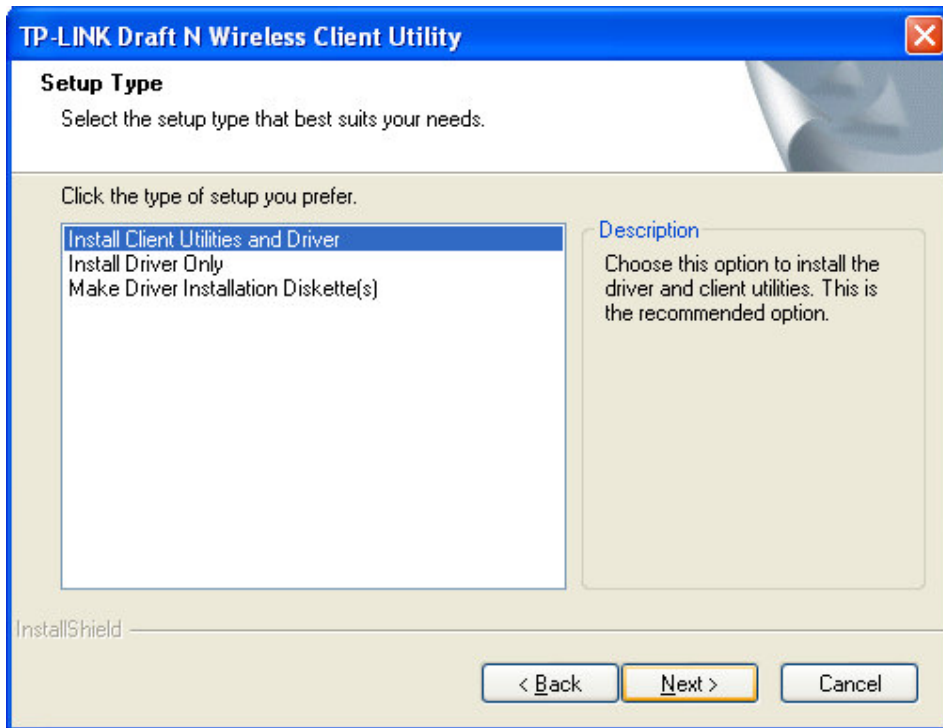 TP-LINK Draft N Wireless Client Utility
Setup Type
Select the setup type that best suits your needs.
Click the type of setup you prefer.
Install Client Utilities and Driver
Install Driver Only
Make Driver Installation Diskette(s)
Description
Choose this option to install the
driver and client utilities. This is
the recommended option.
InstallShield
< Back
Next >
Cancel